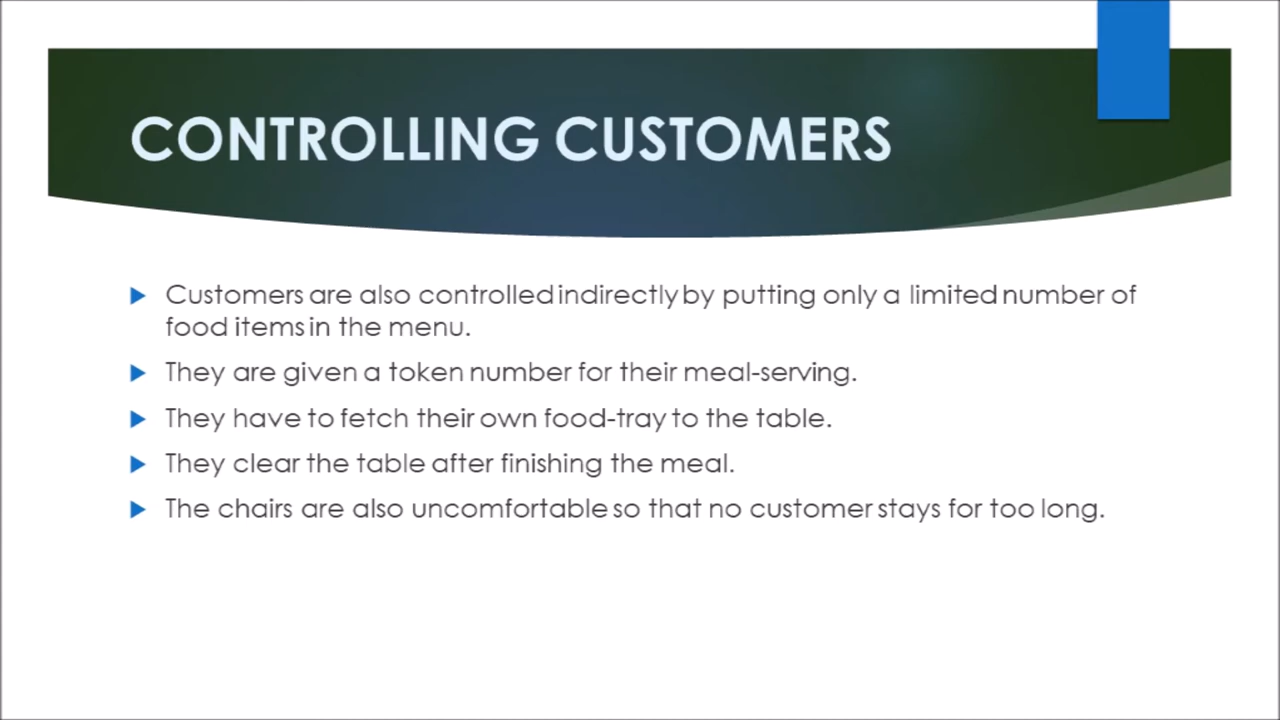 CONTROLLING CUSTOMERS
Customers are also controlled indirectly by putting only a limited number of
food items in the menu.
They are given a token number for their meal-serving.
They have to fetch their own food-tray to the table.
They clear the table after finishing the meal.
The chairs are also uncomfortable so that no customer stays for too long.